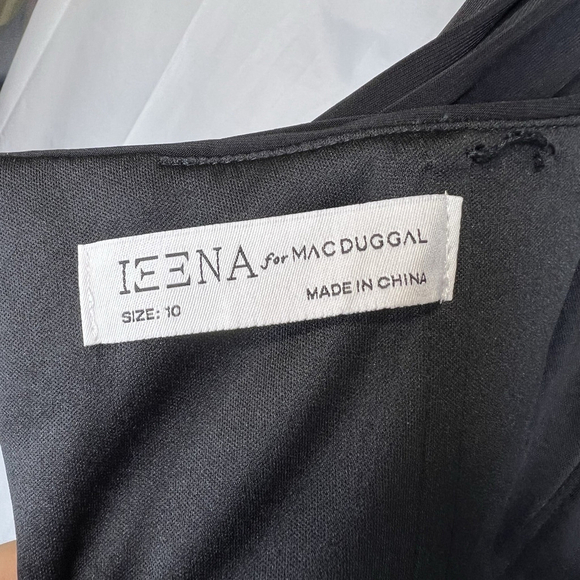 IEENA for MAC DUGGAL
SIZE: 10 MADE IN CHINA